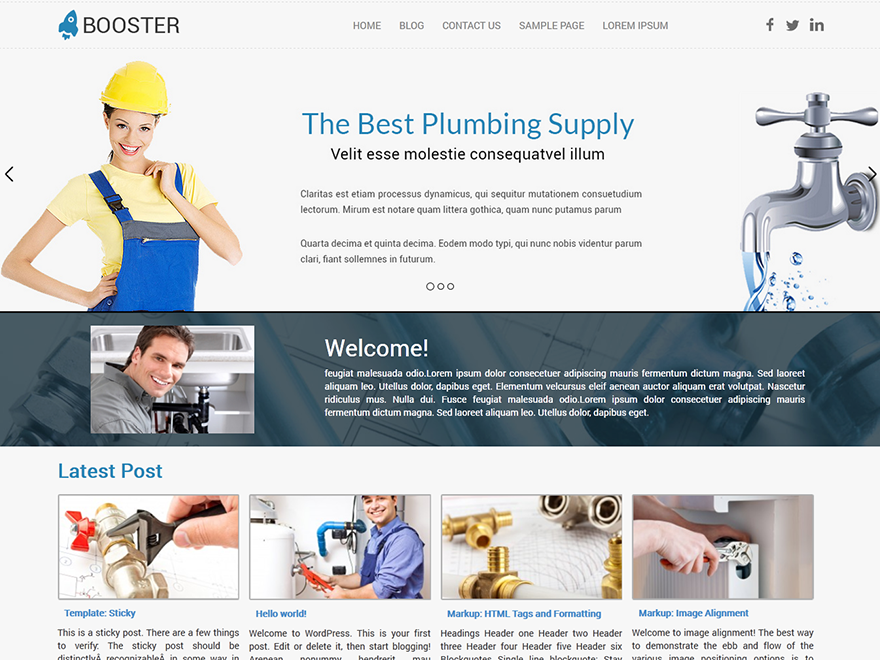 BOOSTER
HOME BLOG CONTACT US SAMPLE PAGE LOREM IPSUM
The Best Plumbing Supply
Velit esse molestie consequatvel illum
Claritas est etiam processus dynamicus, qui sequitur mutationem consuetudium
lectorum. Mirum est notare quam littera gothica, quam nunc putamus parum
Quarta decima et quinta decima. Eodem modo typi, qui nunc nobis videntur parum
clari, fiant sollemnes in futurum.
Welcome!
feugiat malesuada odio.Lorem ipsum dolor consecetuer adipiscing mauris fermentum dictum magna. Sed laoreet
aliquam leo. Utellus dolor, dapibus eget. Elementum velcursus eleif aenean auctor aliquam erat volutpat. Nascetur
ridiculus mus. Nulla dui. Fusce feugiat malesuada odio.Lorem ipsum dolor consecetuer adipiscing mauris
fermentum dictum magna. Sed laoreet aliquam leo. Utellus dolor, dapibus eget.
Latest Post
Template: Sticky
This is a sticky post. There are a few things
to verify: The sticky post should be
distinctlyÂ recognizableÂ in some way in
Hello world!
Welcome to WordPress. This is your first
post. Edit or delete it, then start blogging!
Aenean nonummy hendrerit mau
Markup: HTML Tags and Formatting
Headings Header one Header two Header
three Header four Header five Header six
Blockquotes Single line blockquote: Stay
Markup: Image Alignment
Welcome to image alignment! The best way
to demonstrate the ebb and flow of the
various image positioning options is to